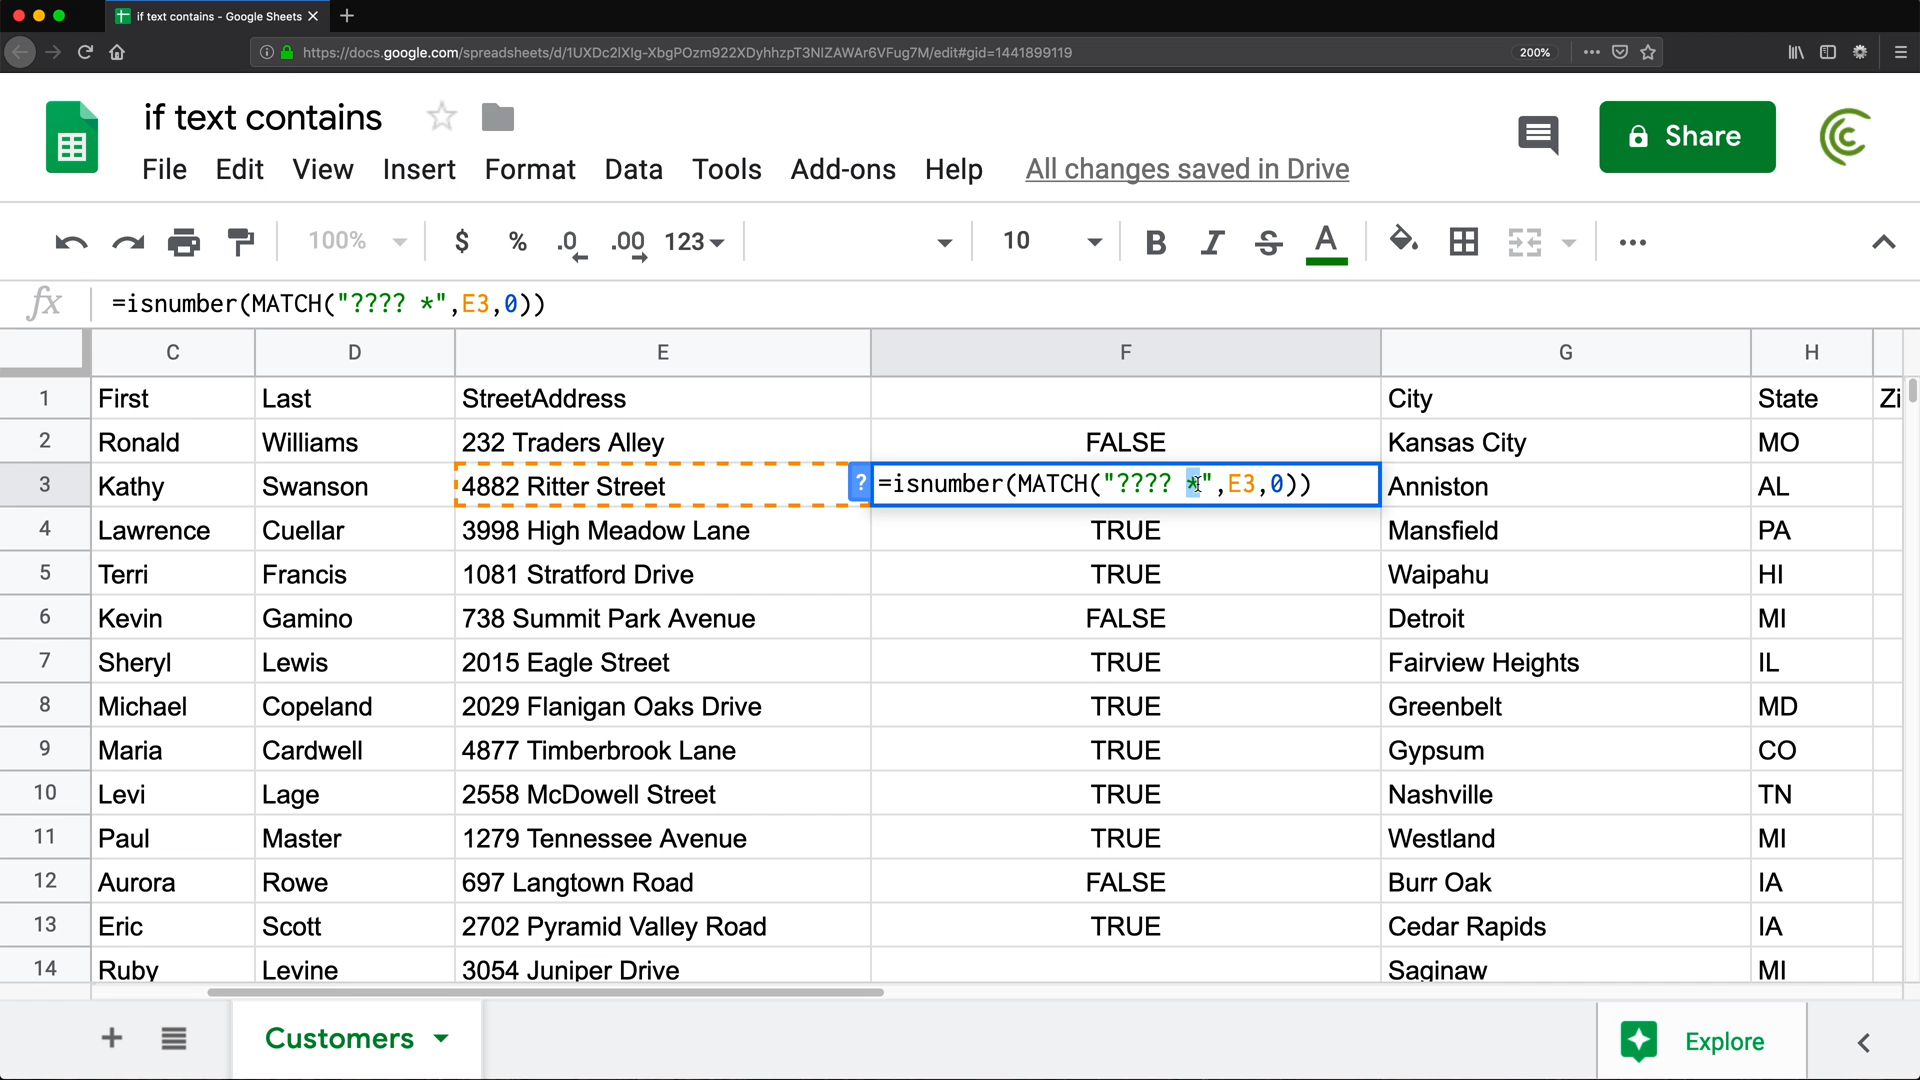 if text contains - Google Sheets
https://docs.google.com/spreadsheets/d/1UXDc2lXIg-XbgPOzm922XDyhhzpT3NIZAWAr6VFug7M/edit#gid=1441899119 200%
if text contains
Share
File Edit View Insert Format Data Tools Add-ons Help All changes saved in Drive
100% $ % .0 .00 123 10 B I S A
fx =isnumber(MATCH("???? *",E3,0))
C D E F G H
1 First Last StreetAddress City State Zi
2 Ronald Williams 232 Traders Alley FALSE Kansas City MO
3 Kathy Swanson 4882 Ritter Street ? =isnumber(MATCH("???? *",E3,0)) Anniston AL
4 Lawrence Cuellar 3998 High Meadow Lane TRUE Mansfield PA
5 Terri Francis 1081 Stratford Drive TRUE Waipahu HI
6 Kevin Gamino 738 Summit Park Avenue FALSE Detroit MI
7 Sheryl Lewis 2015 Eagle Street TRUE Fairview Heights IL
8 Michael Copeland 2029 Flanigan Oaks Drive TRUE Greenbelt MD
9 Maria Cardwell 4877 Timberbrook Lane TRUE Gypsum CO
10 Levi Lage 2558 McDowell Street TRUE Nashville TN
11 Paul Master 1279 Tennessee Avenue TRUE Westland MI
12 Aurora Rowe 697 Langtown Road FALSE Burr Oak IA
13 Eric Scott 2702 Pyramid Valley Road TRUE Cedar Rapids IA
14 Ruby Levine 3054 Juniper Drive Saginaw MI
Customers
Explore